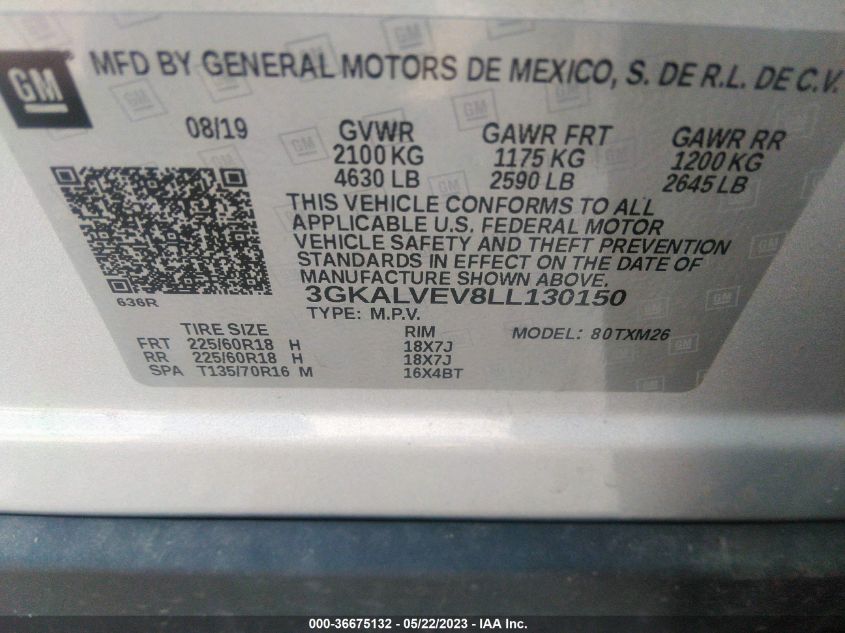 GM
MFD BY GENERAL MOTORS DE MEXICO, S. DE R.L. DE C.V.
08/19 GVWR GAWR FRT GAWR RR
2100 KG 1175 KG 1200 KG
4630 LB 2590 LB 2645 LB
THIS VEHICLE CONFORMS TO ALL
APPLICABLE U.S. FEDERAL MOTOR
VEHICLE SAFETY AND THEFT PREVENTION
STANDARDS IN EFFECT ON THE DATE OF
MANUFACTURE SHOWN ABOVE.
636R
3GKALVEV8LL130150
TYPE: M.P.V.
TIRE SIZE RIM MODEL: 80TXM26
FRT 225/60R18 H 18X7J
RR 225/60R18 H 18X7J
SPA T135/70R16 M 16X4BT
000-36675132 - 05/22/2023 - IAA Inc.